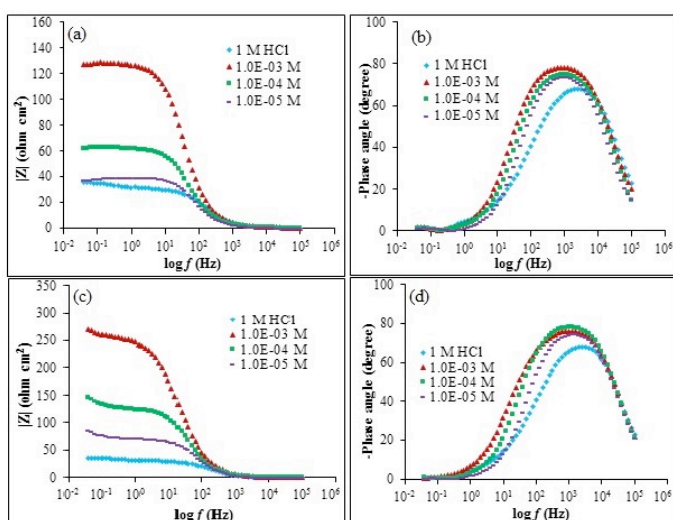 (a)
1 M HCl
1.0E-03 M
1.0E-04 M
1.0E-05 M
|Z| (ohm cm²)
160
140
120
100
80
60
40
20
0
10⁻² 10⁻¹ 10⁰ 10¹ 10² 10³ 10⁴ 10⁵ 10⁶
log f (Hz)
(b)
1 M HCl
1.0E-03 M
1.0E-04 M
1.0E-05 M
-Phase angle (degree)
100
80
60
40
20
0
10⁻² 10⁻¹ 10⁰ 10¹ 10² 10³ 10⁴ 10⁵ 10⁶
log f (Hz)
(c)
1 M HCl
1.0E-03 M
1.0E-04 M
1.0E-05 M
|Z| (ohm cm²)
350
300
250
200
150
100
50
0
10⁻² 10⁻¹ 10⁰ 10¹ 10² 10³ 10⁴ 10⁵ 10⁶
log f (Hz)
(d)
1 M HCl
1.0E-03 M
1.0E-04 M
1.0E-05 M
-Phase angle (degree)
100
80
60
40
20
0
10⁻² 10⁻¹ 10⁰ 10¹ 10² 10³ 10⁴ 10⁵ 10⁶
log f (Hz)